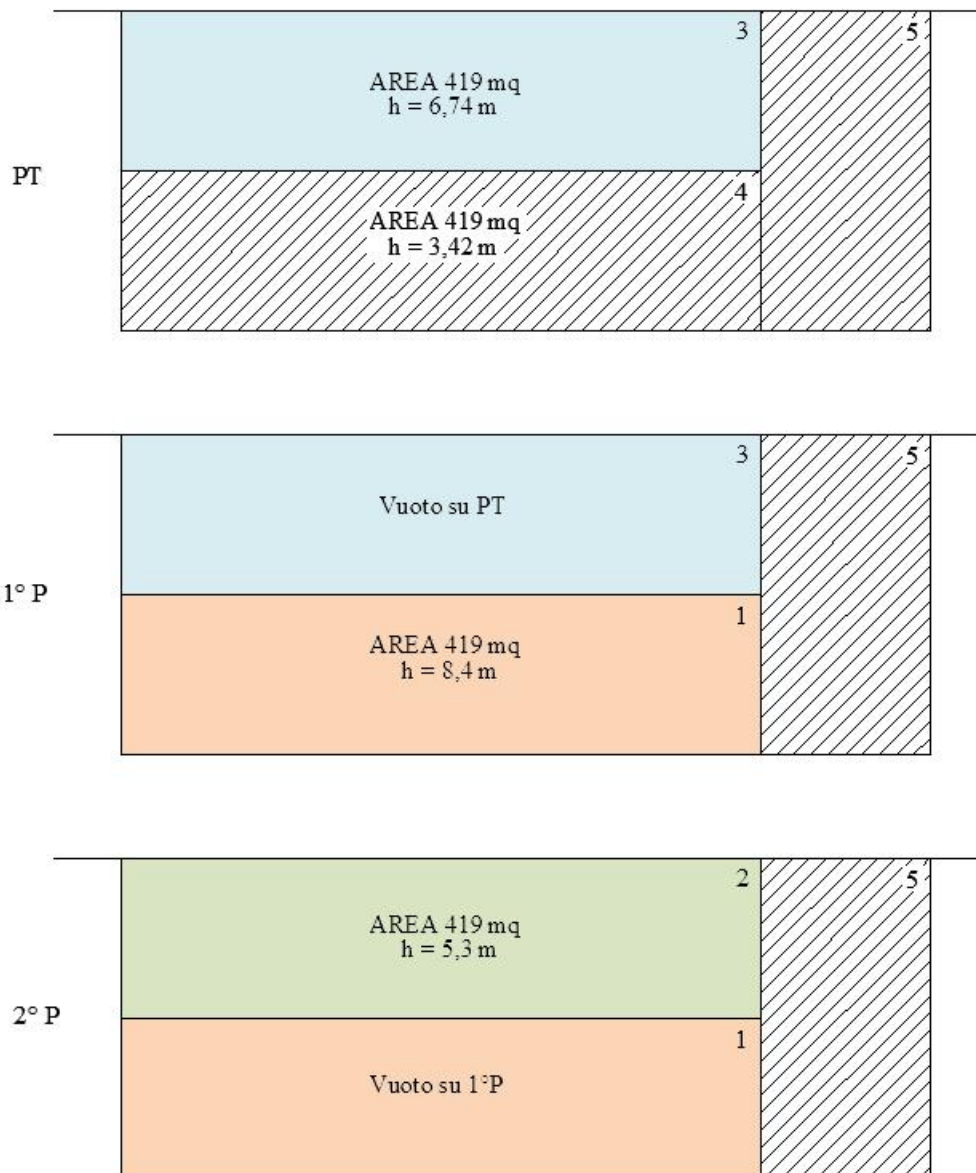 3
5
AREA 419 mq
h = 6,74 m
PT
4
AREA 419 mq
h = 3,42 m
3
5
Vuoto su PT
1° P
1
AREA 419 mq
h = 8,4 m
2
5
AREA 419 mq
h = 5,3 m
2° P
1
Vuoto su 1°P